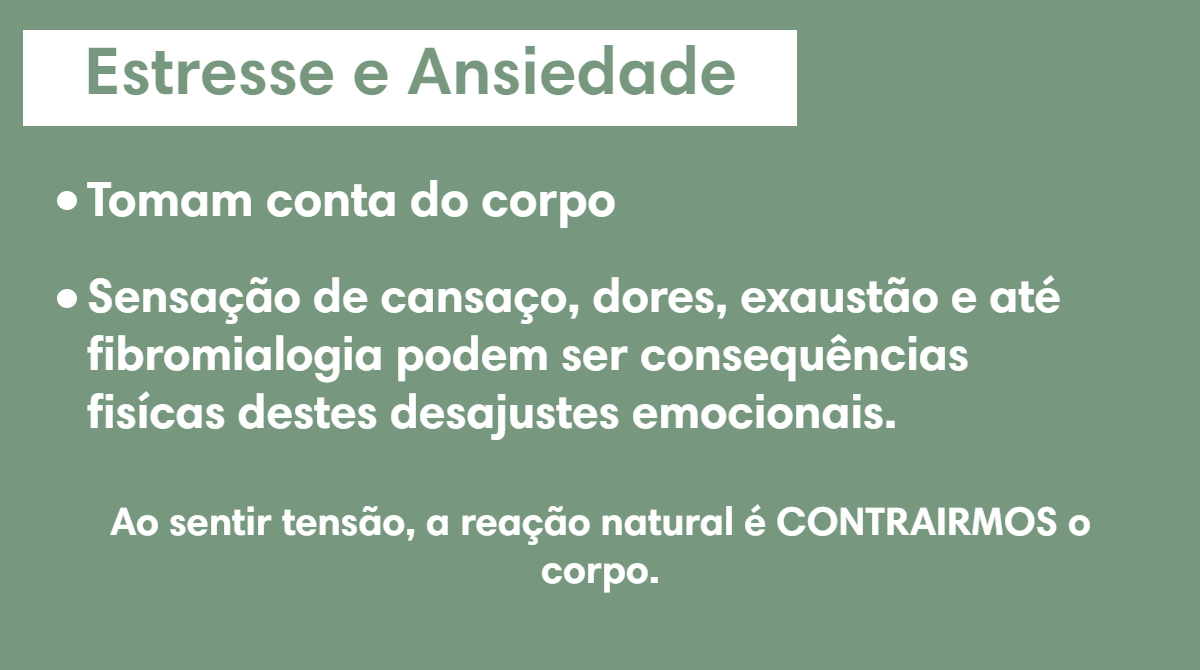 Estresse e Ansiedade
• Tomam conta do corpo
• Sensação de cansaço, dores, exaustão e até
fibromialogia podem ser consequências
fisícas destes desajustes emocionais.
Ao sentir tensão, a reação natural é CONTRAIRMOS o
corpo.